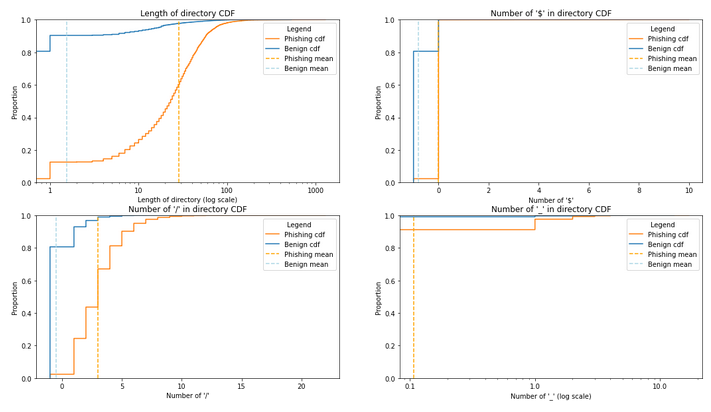 Length of directory CDF
1.0
0.8
0.6
0.4
0.2
0.0
Proportion
1
10
100
1000
Length of directory (log scale)
Legend
Phishing cdf
Benign cdf
Phishing mean
Benign mean
Number of '$' in directory CDF
1.0
0.8
0.6
0.4
0.2
0.0
Proportion
0
2
4
6
8
10
Number of '$'
Legend
Phishing cdf
Benign cdf
Phishing mean
Benign mean
Number of '/' in directory CDF
1.0
0.8
0.6
0.4
0.2
0.0
Proportion
0
5
10
15
20
Number of '/'
Legend
Phishing cdf
Benign cdf
Phishing mean
Benign mean
Number of '_' in directory CDF
1.0
0.8
0.6
0.4
0.2
0.0
Proportion
0.1
1.0
10.0
Number of '_' (log scale)
Legend
Phishing cdf
Benign cdf
Phishing mean
Benign mean